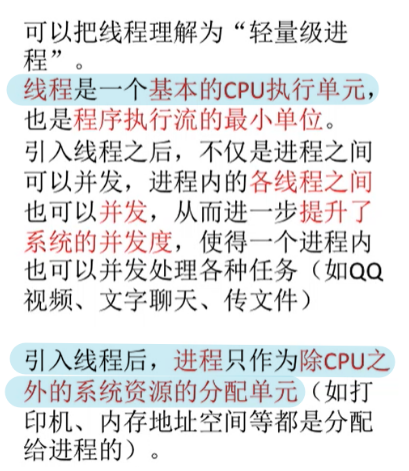 可以把线程理解为“轻量级进
程”。
线程是一个基本的CPU执行单元，
也是程序执行流的最小单位。
引入线程之后，不仅是进程之间
可以并发，进程内的各线程之间
也可以并发，从而进一步提升了
系统的并发度，使得一个进程内
也可以并发处理各种任务（如QQ
视频、文字聊天、传文件）
引入线程后，进程只作为除CPU之
外的系统资源的分配单元（如打
印机、内存地址空间等都是分配
给进程的）。